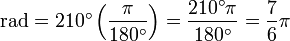 rad = 210° (π/180°) = 210°π/180° = 7/6 π